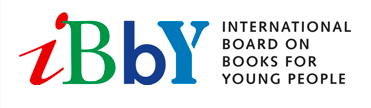 iBbY
INTERNATIONAL
BOARD ON
BOOKS FOR
YOUNG PEOPLE